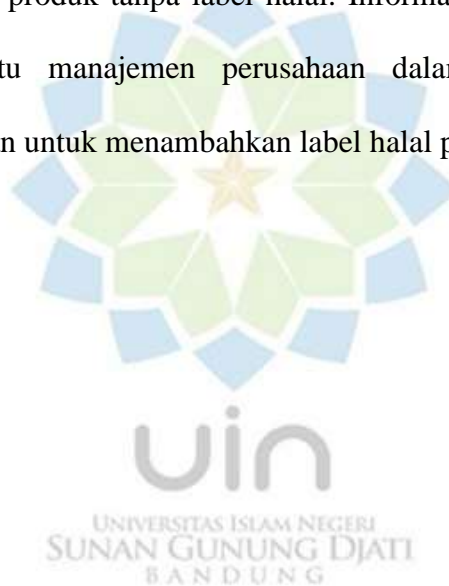 produk tanpa label halal. Informa
tu manajemen perusahaan dala
n untuk menambahkan label halal p
uin
UNIVERSITAS ISLAM NEGERI
SUNAN GUNUNG DJATI
BANDUNG